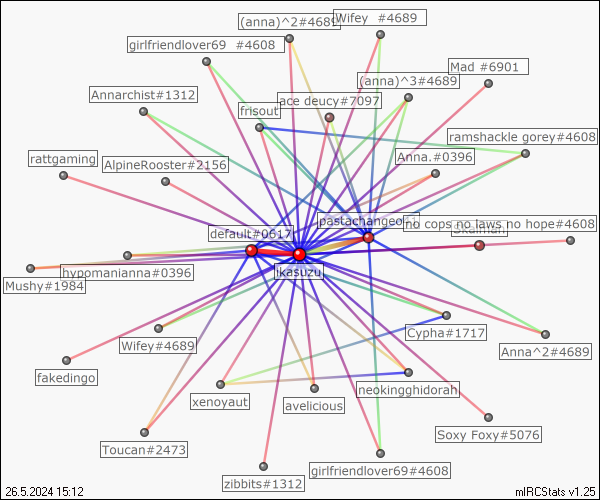 (anna)^2#4689
Wifey  #4689
girlfriendlover69  #4608
Mad #6901
(anna)^3#4689
Annarchist#1312
ace deucy#7097
frisout
ramshackle gorey#4608
rattgaming
AlpineRooster#2156
Anna.#0396
pastachangeo
no cops no laws no hope#4608
default#0617
ikasuzu
hypomanianna#0396
Mushy#1984
Cypha#1717
Wifey#4689
Anna^2#4689
fakedingo
neokingghidorah
xenoyaut
avelicious
Soxy Foxy#5076
Toucan#2473
girlfriendlover69#4608
zibbits#1312
26.5.2024 15:12
mIRCStats v1.25